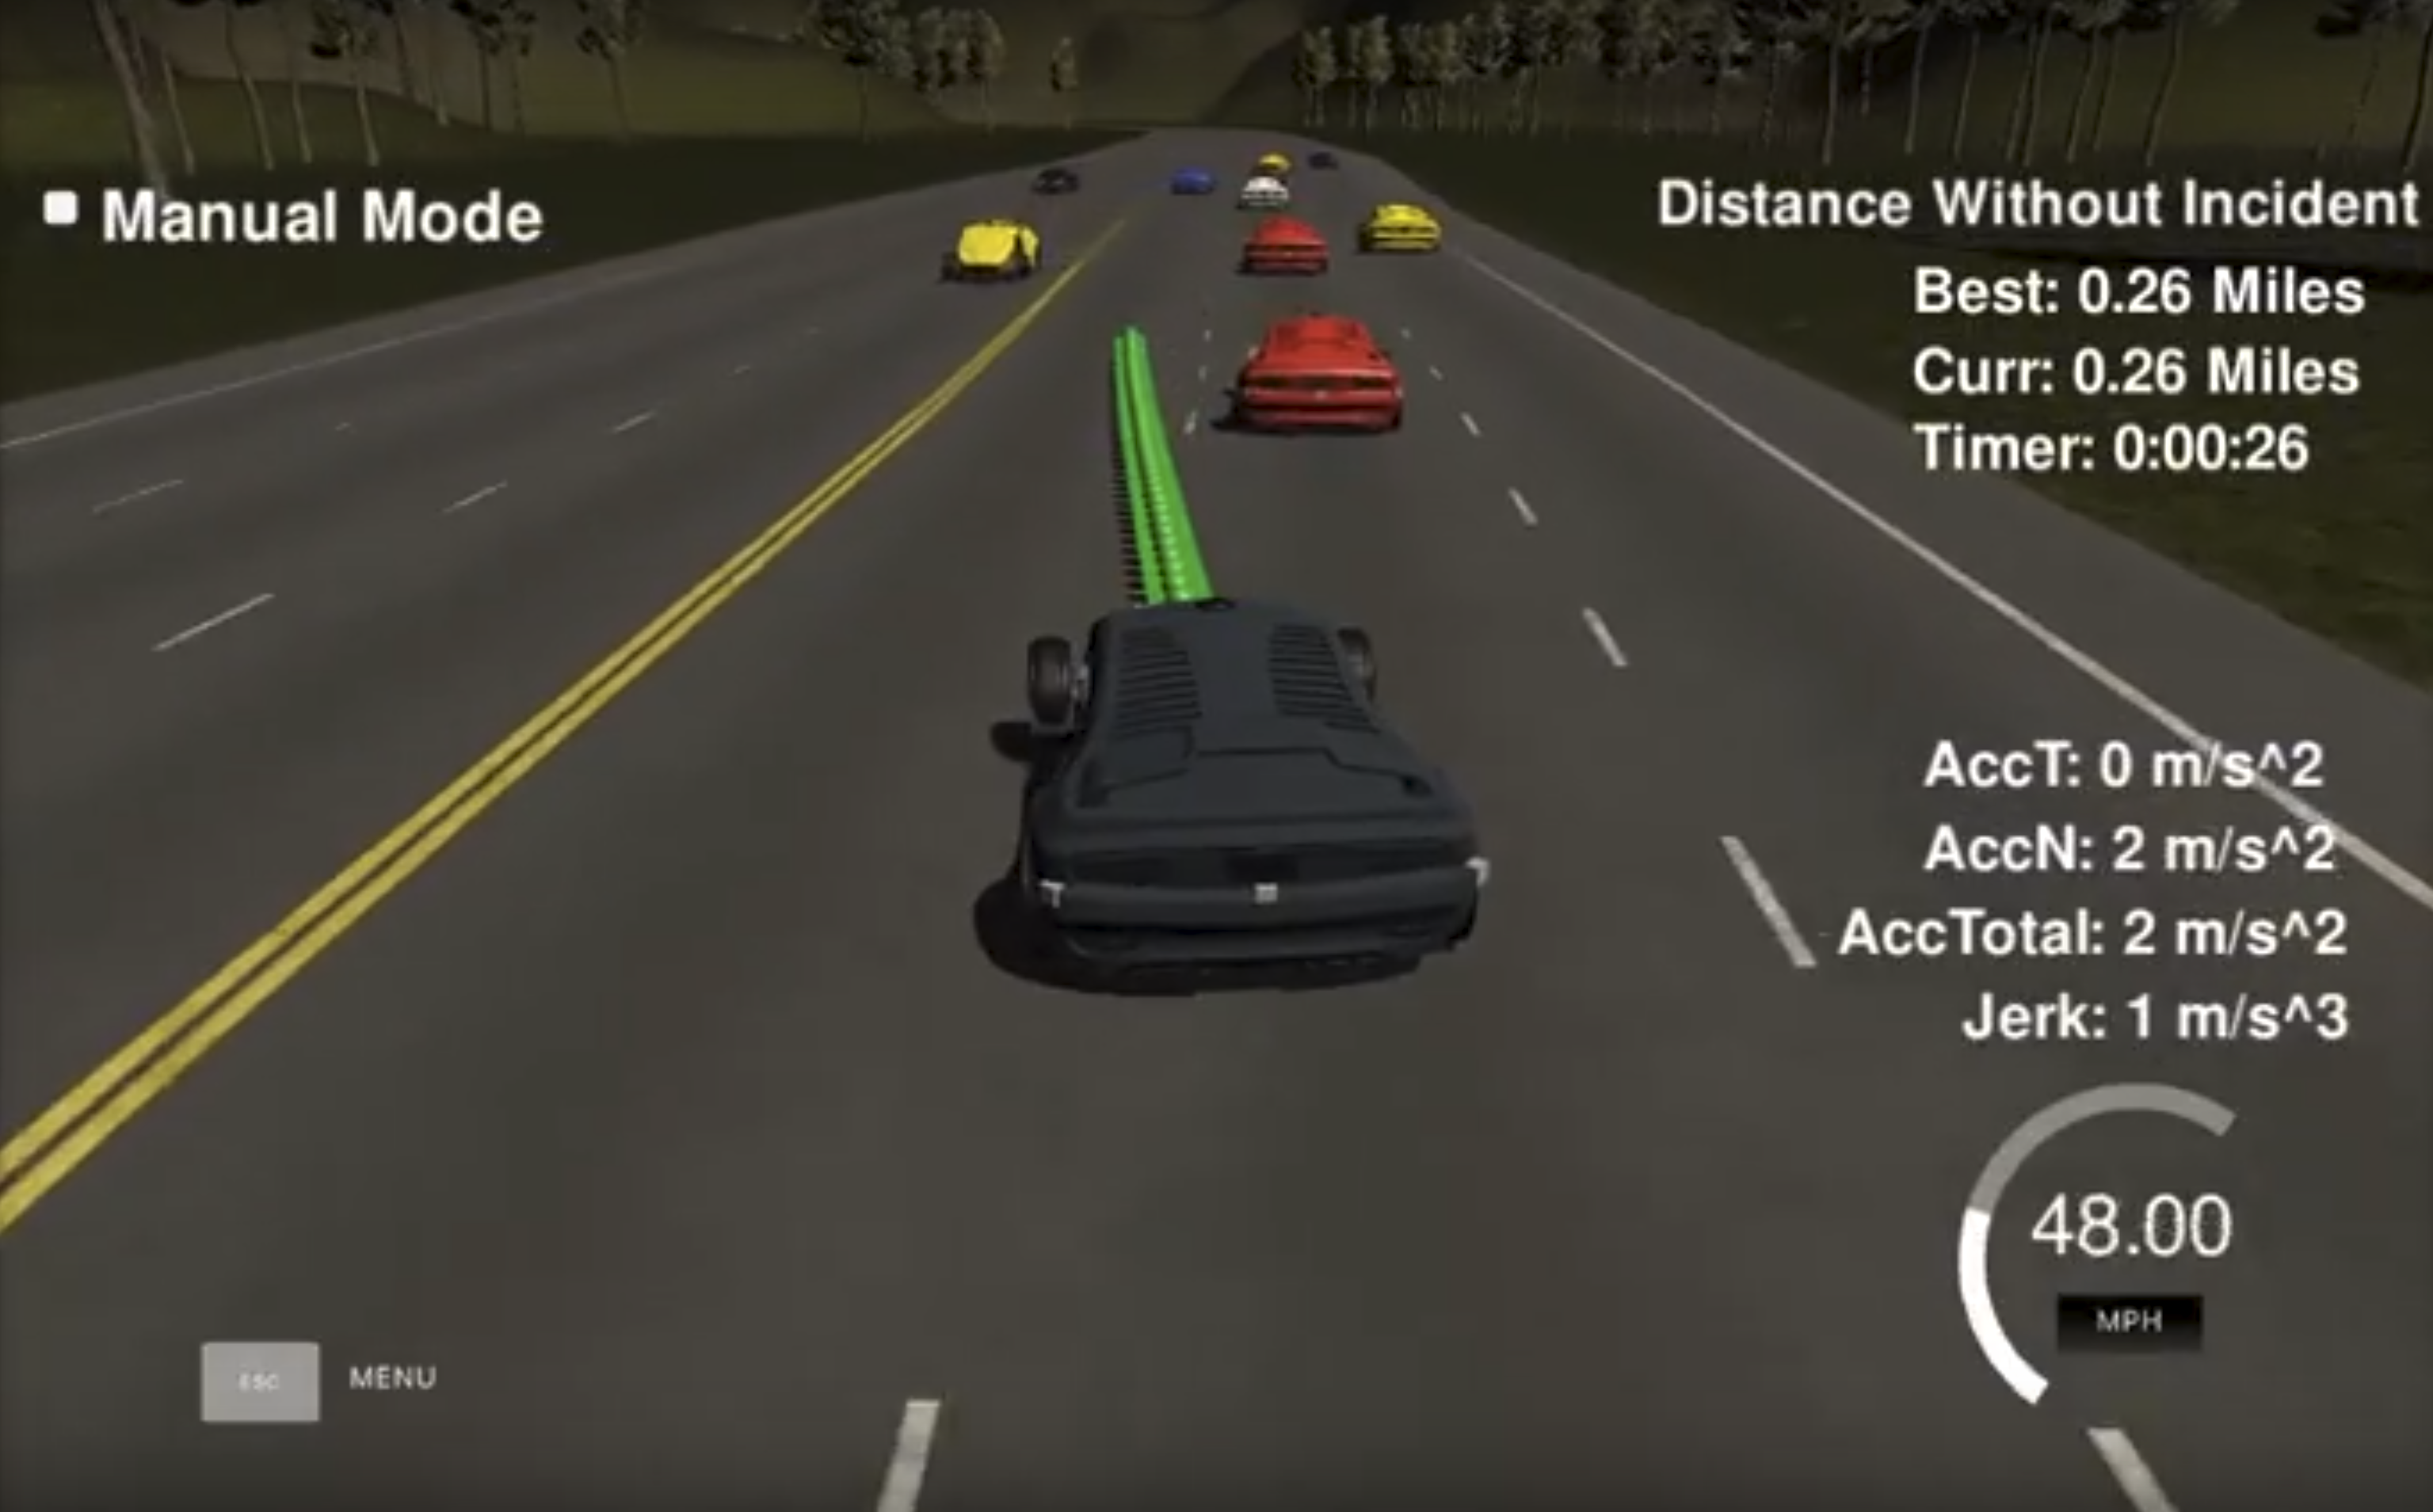 Manual Mode
Distance Without Incident
Best: 0.26 Miles
Curr: 0.26 Miles
Timer: 0:00:26
AccT: 0 m/s^2
AccN: 2 m/s^2
AccTotal: 2 m/s^2
Jerk: 1 m/s^3
48.00
MPH
ESC MENU